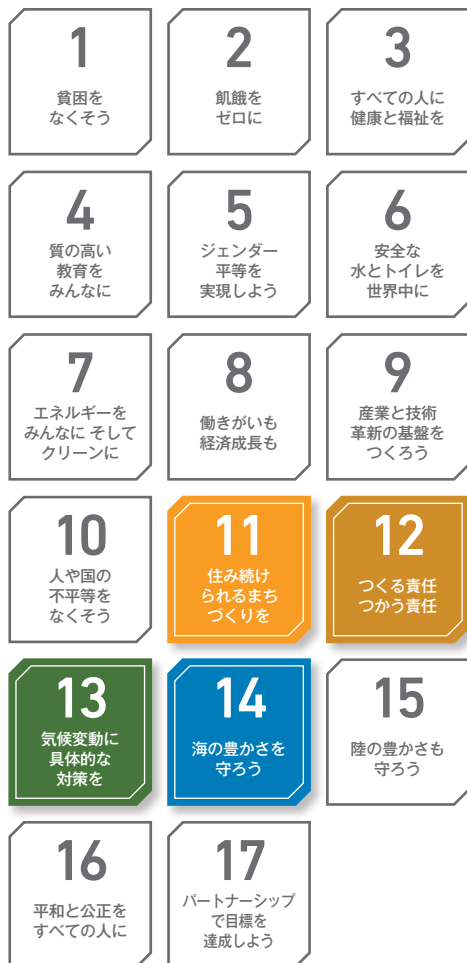 1
貧困を
なくそう
2
飢餓を
ゼロに
3
すべての人に
健康と福祉を
4
質の高い
教育を
みんなに
5
ジェンダー
平等を
実現しよう
6
安全な
水とトイレを
世界中に
7
エネルギーを
みんなに そして
クリーンに
8
働きがいも
経済成長も
9
産業と技術
革新の基盤を
つくろう
10
人や国の
不平等を
なくそう
11
住み続け
られるまち
づくりを
12
つくる責任
つかう責任
13
気候変動に
具体的な
対策を
14
海の豊かさを
守ろう
15
陸の豊かさも
守ろう
16
平和と公正を
すべての人に
17
パートナーシップ
で目標を
達成しよう